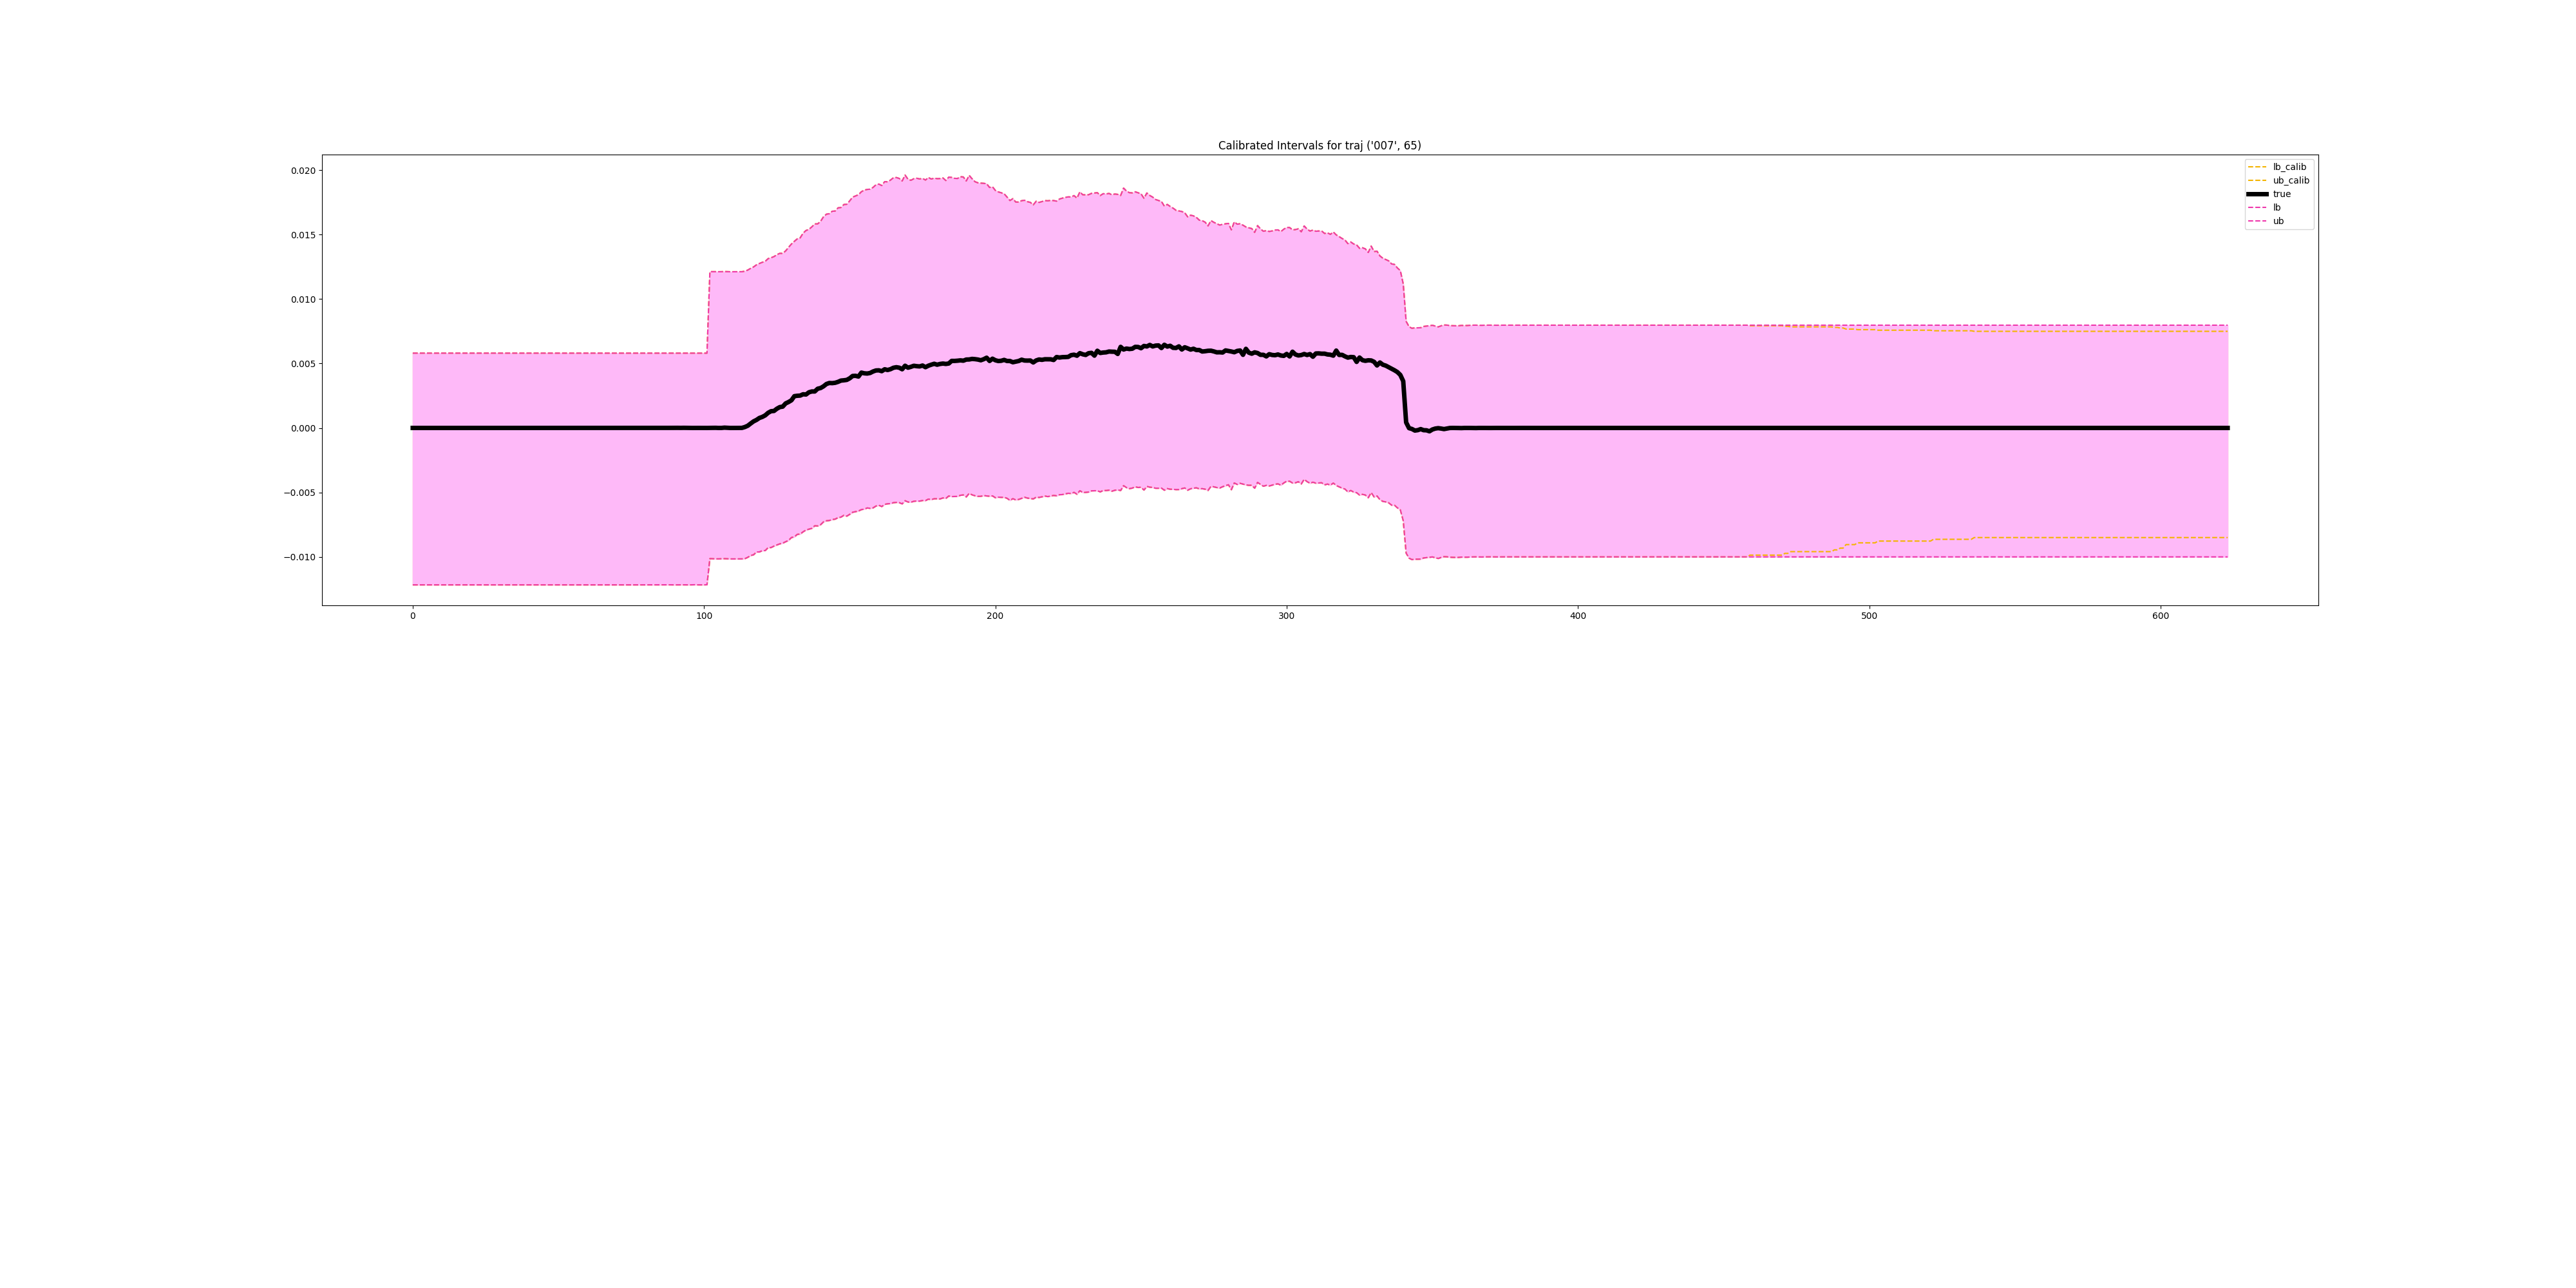 Calibrated Intervals for traj ('007', 65)
0.020
0.015
0.010
0.005
0.000
−0.005
−0.010
0 100 200 300 400 500 600
lb_calib
ub_calib
true
lb
ub